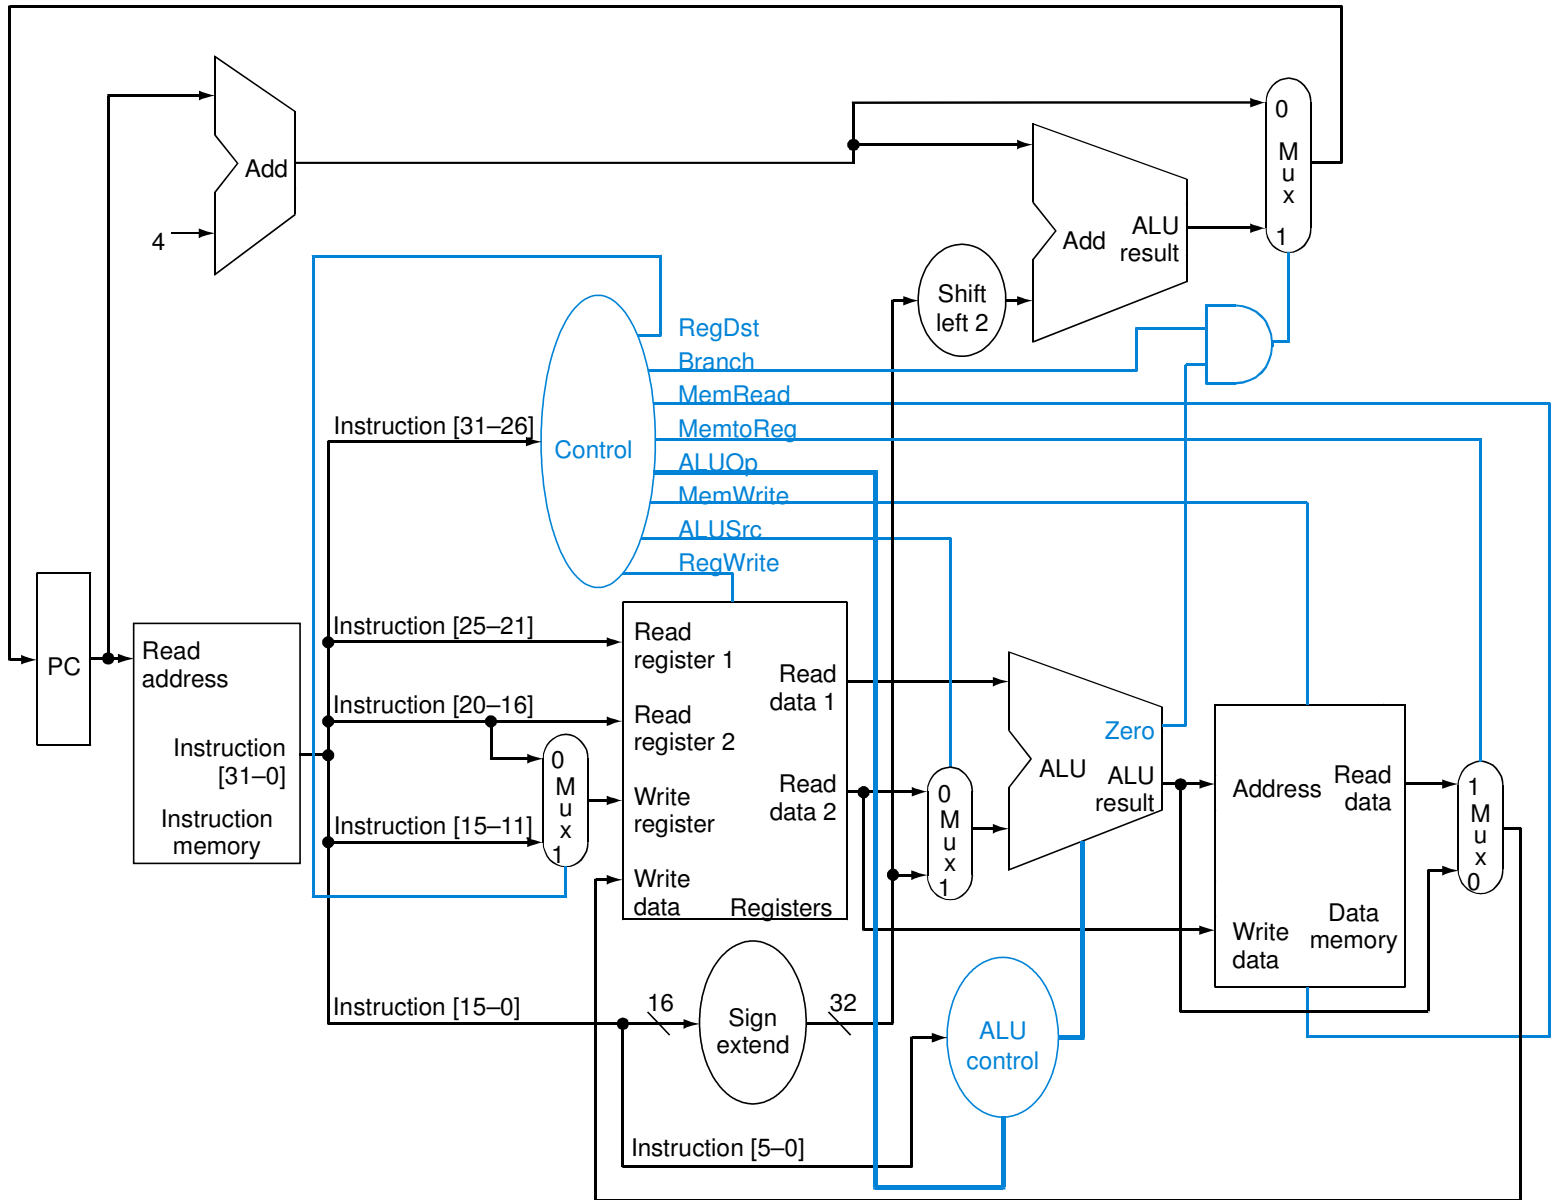 0
M
u
x
1
Add
4
Add
ALU
result
Shift
left 2
RegDst
Branch
MemRead
MemtoReg
ALUOp
MemWrite
ALUSrc
RegWrite
Control
Instruction [31–26]
Instruction [25–21]
Instruction [20–16]
Instruction [15–11]
Instruction [15–0]
Instruction [5–0]
PC
Read
address
Instruction
[31–0]
Instruction
memory
0
M
u
x
1
Read
register 1
Read
register 2
Write
register
Write
data
Read
data 1
Read
data 2
Registers
0
M
u
x
1
Zero
ALU
ALU
result
Address
Read
data
Write
data
Data
memory
1
M
u
x
0
16
Sign
extend
32
ALU
control